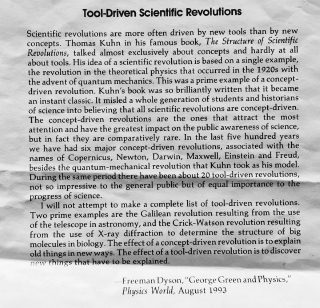 Tool-Driven Scientific Revolutions
Scientific revolutions are more often driven by new tools than by new
concepts. Thomas Kuhn in his famous book, The Structure of Scientific
Revolutions, talked almost exclusively about concepts and hardly at all
about tools. His idea of a scientific revolution is based on a single example,
the revolution in the theoretical physics that occurred in the 1920s with
the advent of quantum mechanics. This was a prime example of a concept-
driven revolution. Kuhn's book was so brilliantly written that it became
an instant classic. It misled a whole generation of students and historians
of science into believing that all scientific revolutions are concept-driven.
The concept-driven revolutions are the ones that attract the most
attention and have the greatest impact on the public awareness of science,
but in fact they are comparatively rare. In the last five hundred years
we have had six major concept-driven revolutions, associated with the
names of Copernicus, Newton, Darwin, Maxwell, Einstein and Freud,
besides the quantum-mechanical revolution that Kuhn took as his model.
During the same period there have been about 20 tool-driven revolutions,
not so impressive to the general public but of equal importance to the
progress of science.
I will not attempt to make a complete list of tool-driven revolutions.
Two prime examples are the Galilean revolution resulting from the use
of the telescope in astronomy, and the Crick-Watson revolution resulting
from the use of X-ray diffraction to determine the structure of big
molecules in biology. The effect of a concept-driven revolution is to explain
old things in new ways. The effect of a tool-driven revolution is to discover
new things that have to be explained.
Freeman Dyson, "George Green and Physics,"
Physics World, August 1993